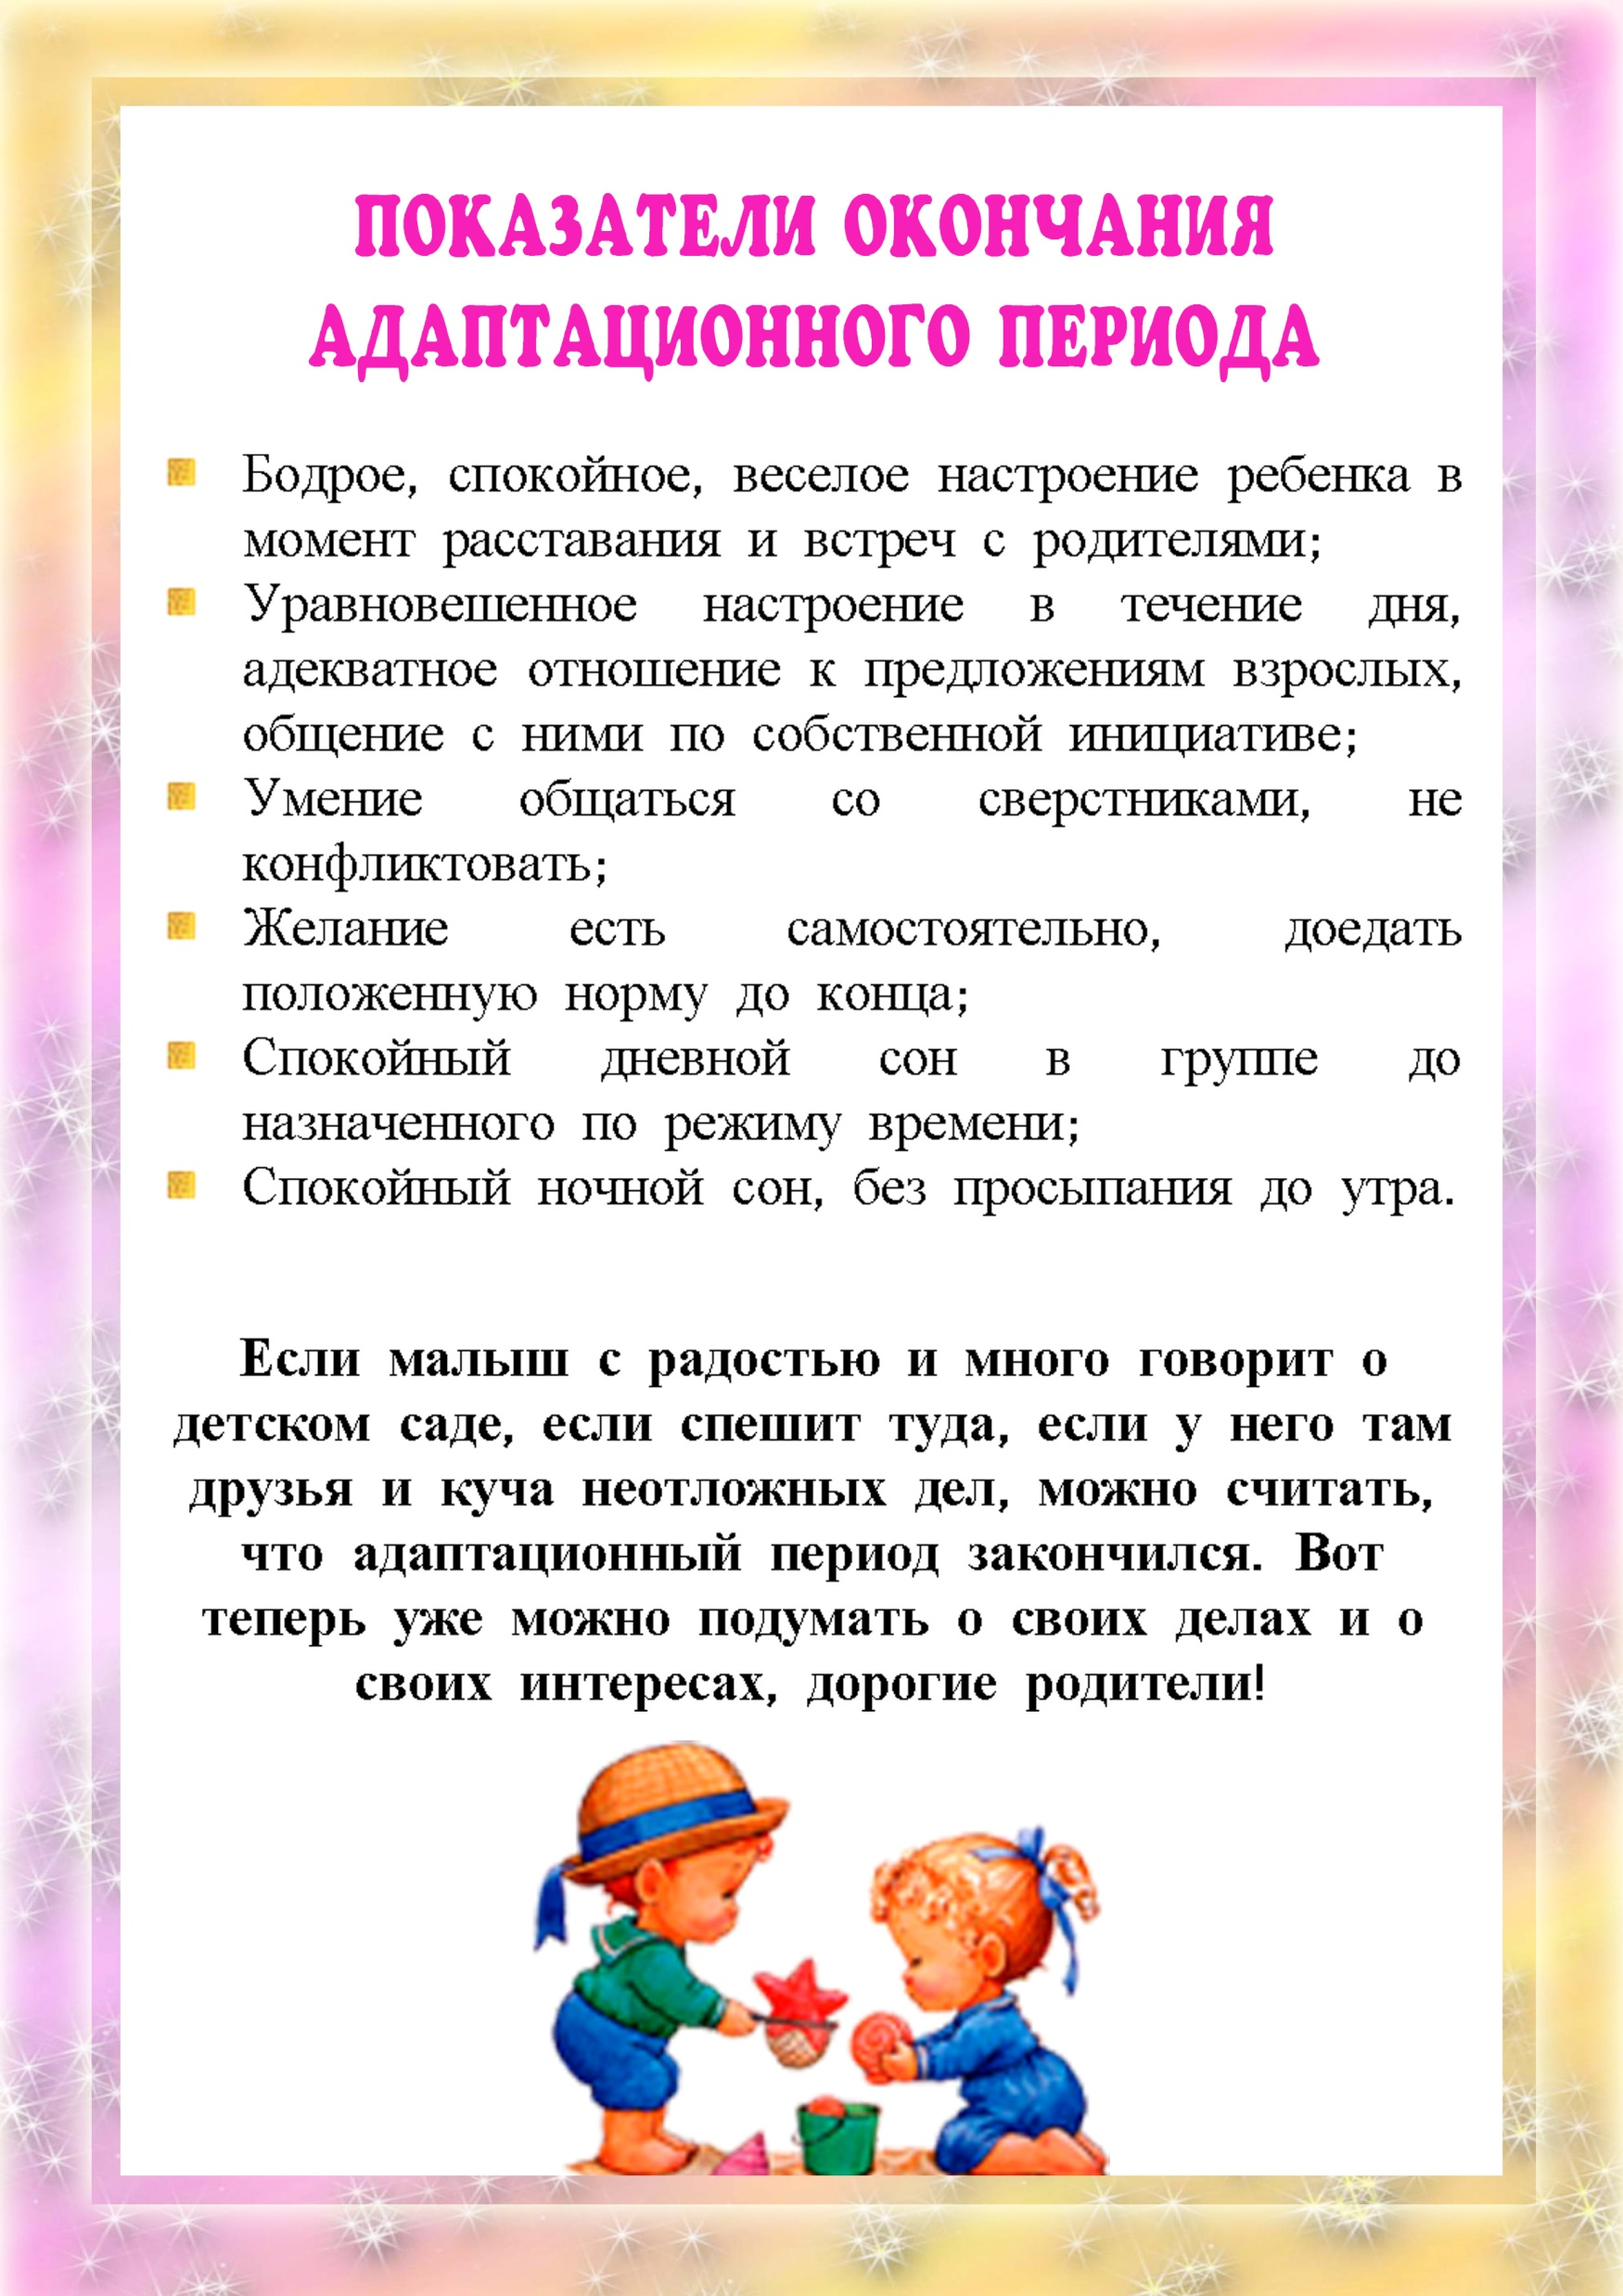 ПОКАЗАТЕЛИ ОКОНЧАНИЯ
АДАПТАЦИОННОГО ПЕРИОДА
Бодрое, спокойное, веселое настроение ребенка в
момент расставания и встреч с родителями;
Уравновешенное настроение в течение дня,
адекватное отношение к предложениям взрослых,
общение с ними по собственной инициативе;
Умение общаться со сверстниками, не
конфликтовать;
Желание есть самостоятельно, доедать
положенную норму до конца;
Спокойный дневной сон в группе до
назначенного по режиму времени;
Спокойный ночной сон, без просыпания до утра.
Если малыш с радостью и много говорит о
детском саде, если спешит туда, если у него там
друзья и куча неотложных дел, можно считать,
что адаптационный период закончился. Вот
теперь уже можно подумать о своих делах и о
своих интересах, дорогие родители!